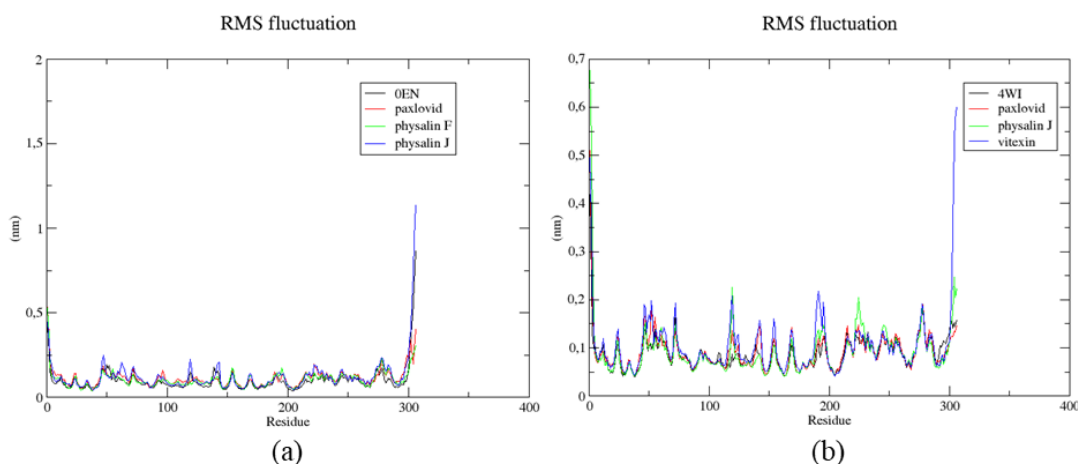 RMS fluctuation
2
1,5
1
0,5
0
(nm)
0
100
200
300
400
Residue
0EN
paxlovid
physalin F
physalin J
(a)
RMS fluctuation
0,7
0,6
0,5
0,4
0,3
0,2
0,1
0
(nm)
0
100
200
300
400
Residue
4WI
paxlovid
physalin J
vitexin
(b)